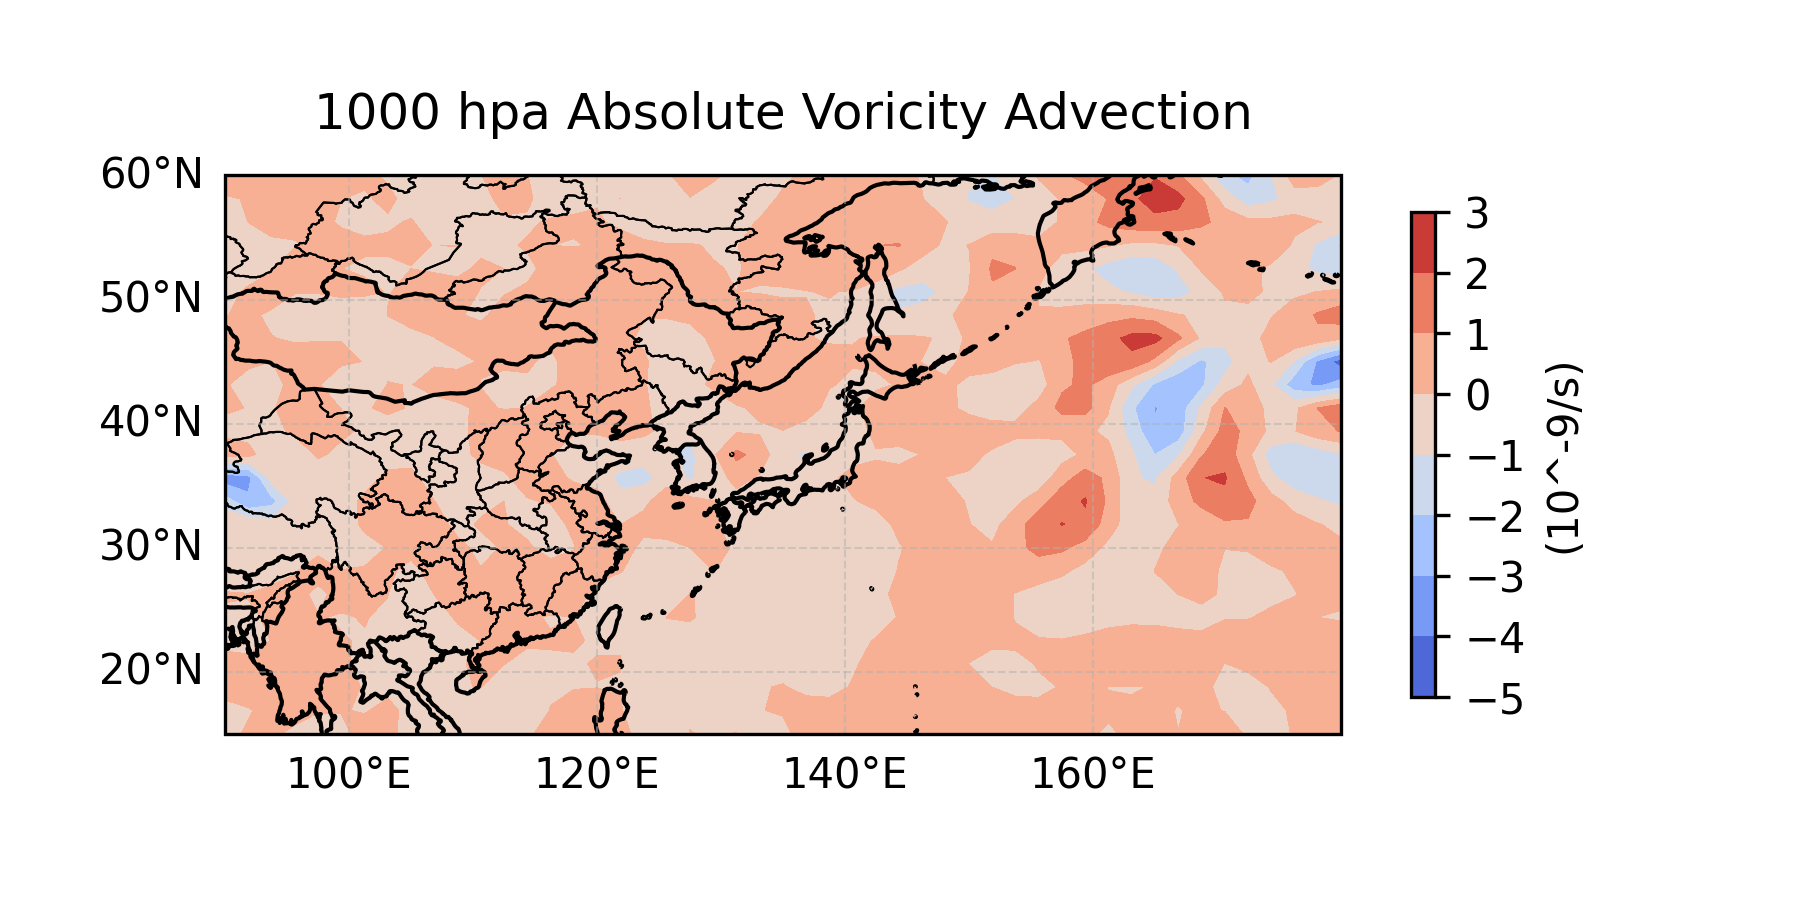 1000 hpa Absolute Voricity Advection
60°N
50°N
40°N
30°N
20°N
100°E 120°E 140°E 160°E
3
2
1
0
−1
−2
−3
−4
−5
(10^-9/s)